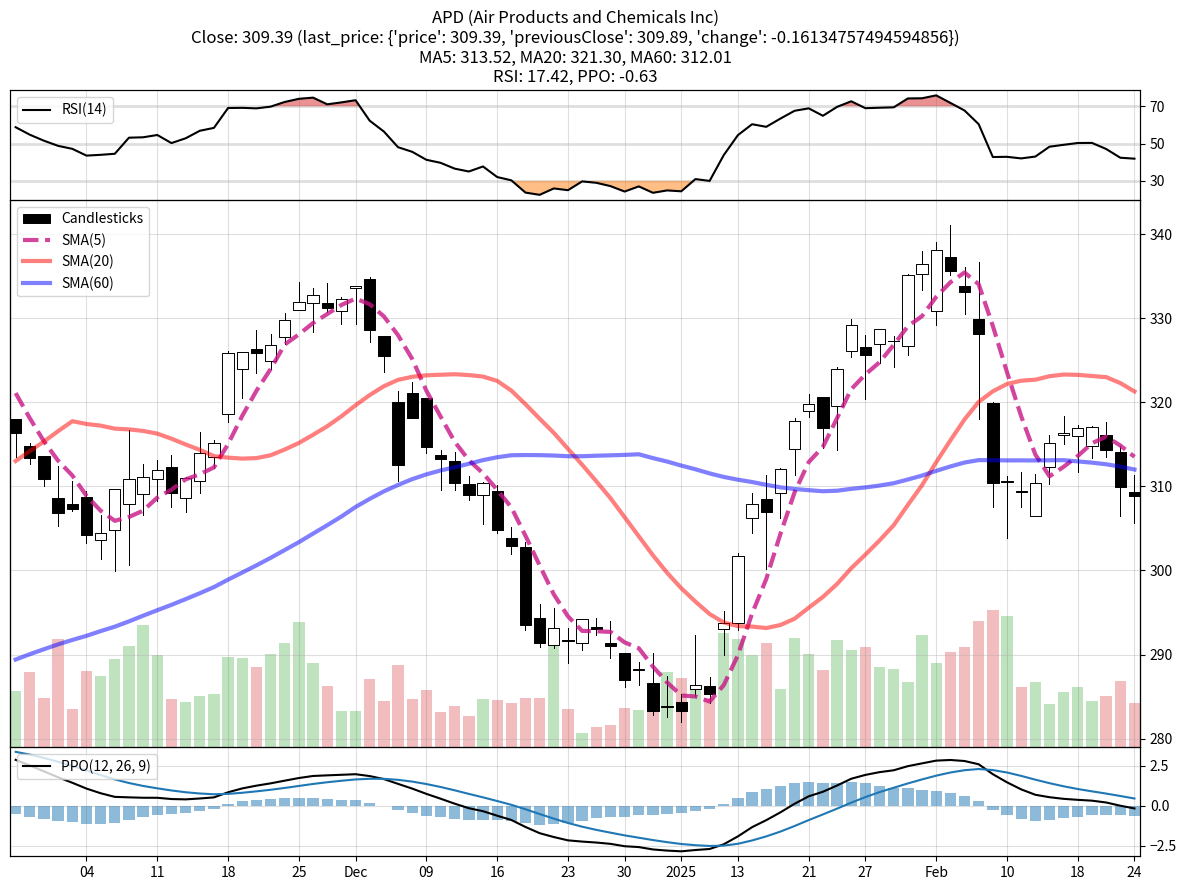 APD (Air Products and Chemicals Inc)
Close: 309.39 (last_price: {'price': 309.39, 'previousClose': 309.89, 'change': -0.16134757494594856})
MA5: 313.52, MA20: 321.30, MA60: 312.01
RSI: 17.42, PPO: -0.63
RSI(14)
70
50
30
Candlesticks
SMA(5)
SMA(20)
SMA(60)
340
330
320
310
300
290
280
PPO(12, 26, 9)
2.5
0.0
−2.5
04 11 18 25 Dec 09 16 23 30 2025 13 21 27 Feb 10 18 24